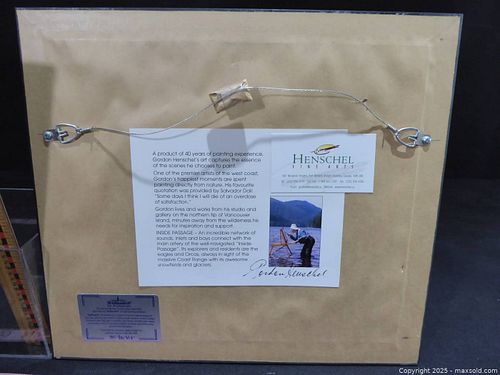 A product of 40 years of painting experience,
Gordon Henschel's art captures the essence
of the scenes he chooses to paint.
One of the premier artists of the west coast,
Gordon's happiest moments are spent
painting directly from nature. His favourite
quotation was provided by Salvador Dali:
"Some days I think I will die of an overdose
of satisfaction."
Gordon lives and works from his studio and
gallery on the northern tip of Vancouver
Island, minutes away from the wilderness he
needs for inspiration and support.
INSIDE PASSAGE - An incredible network of
sounds, inlets and bays connect with the
main artery of the well-navigated "Inside
Passage". Its explorers and residents are the
eagles and Orcas, always in sight of the
massive Coast Range with its awesome
snowfields and glaciers.
HENSCHEL
FINE ARTS
Gordon Henschel
Copyright 2025 - maxsold.com